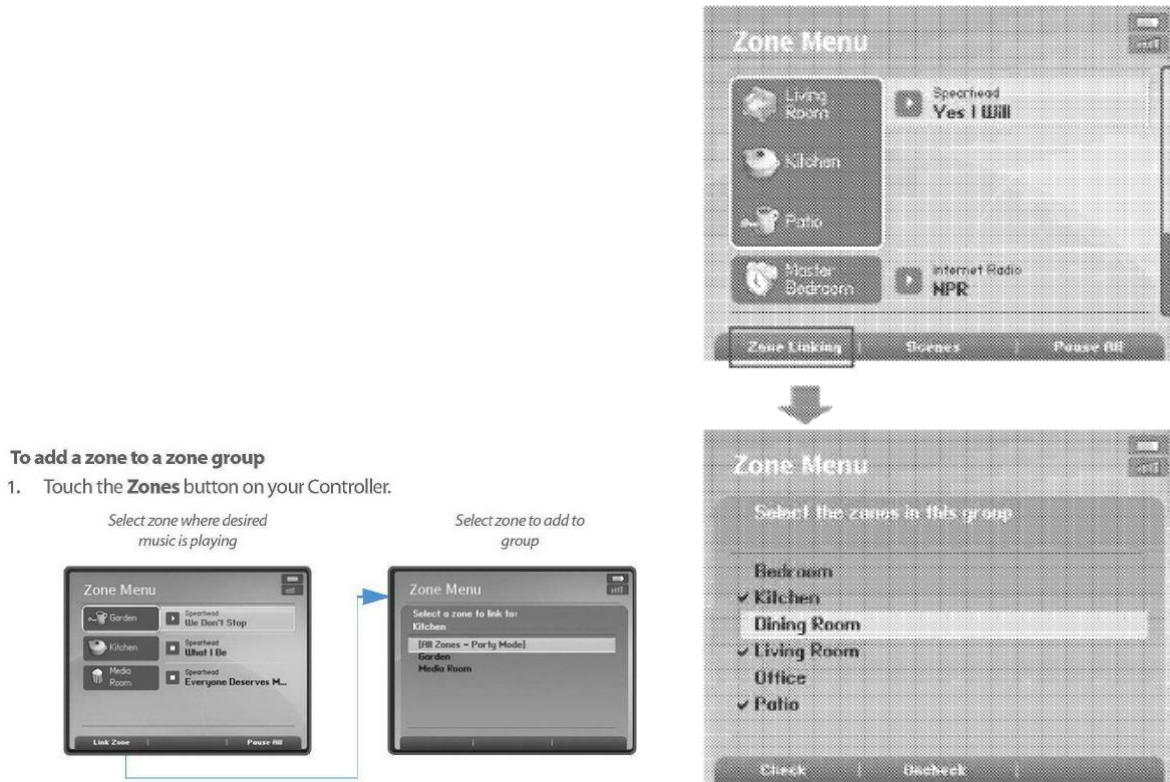 Zone Menu
Living
Room
Spearhead
Yes I Will
Kitchen
Patio
Master
Bedroom
Internet Radio
NPR
Zone Linking
Scenes
Pause All
Zone Menu
Select the zones in this group
Bedroom
Kitchen
Dining Room
Living Room
Office
Patio
Check
Uncheck
To add a zone to a zone group
1. Touch the Zones button on your Controller.
Select zone where desired
music is playing
Zone Menu
Garden
Spearhead
We Don't Stop
Kitchen
Spearhead
What I Be
Media
Room
Spearhead
Everyone Deserves M...
Link Zone
Pause All
Select zone to add to
group
Zone Menu
Select a zone to link to:
Kitchen
[All Zones - Party Mode]
Garden
Media Room